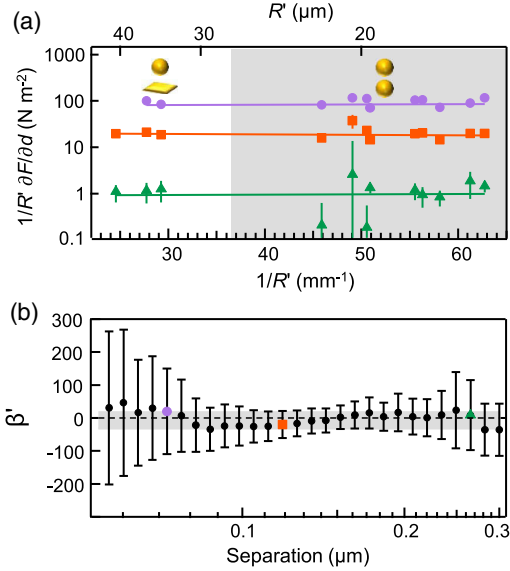 (a)
R' (μm)
40 30 20
1/R' ∂F/∂d (N m⁻²)
1000
100
10
1
0.1
30 40 50 60
1/R' (mm⁻¹)
(b)
β'
300
200
100
0
-100
-200
0.1 0.2 0.3
Separation (μm)